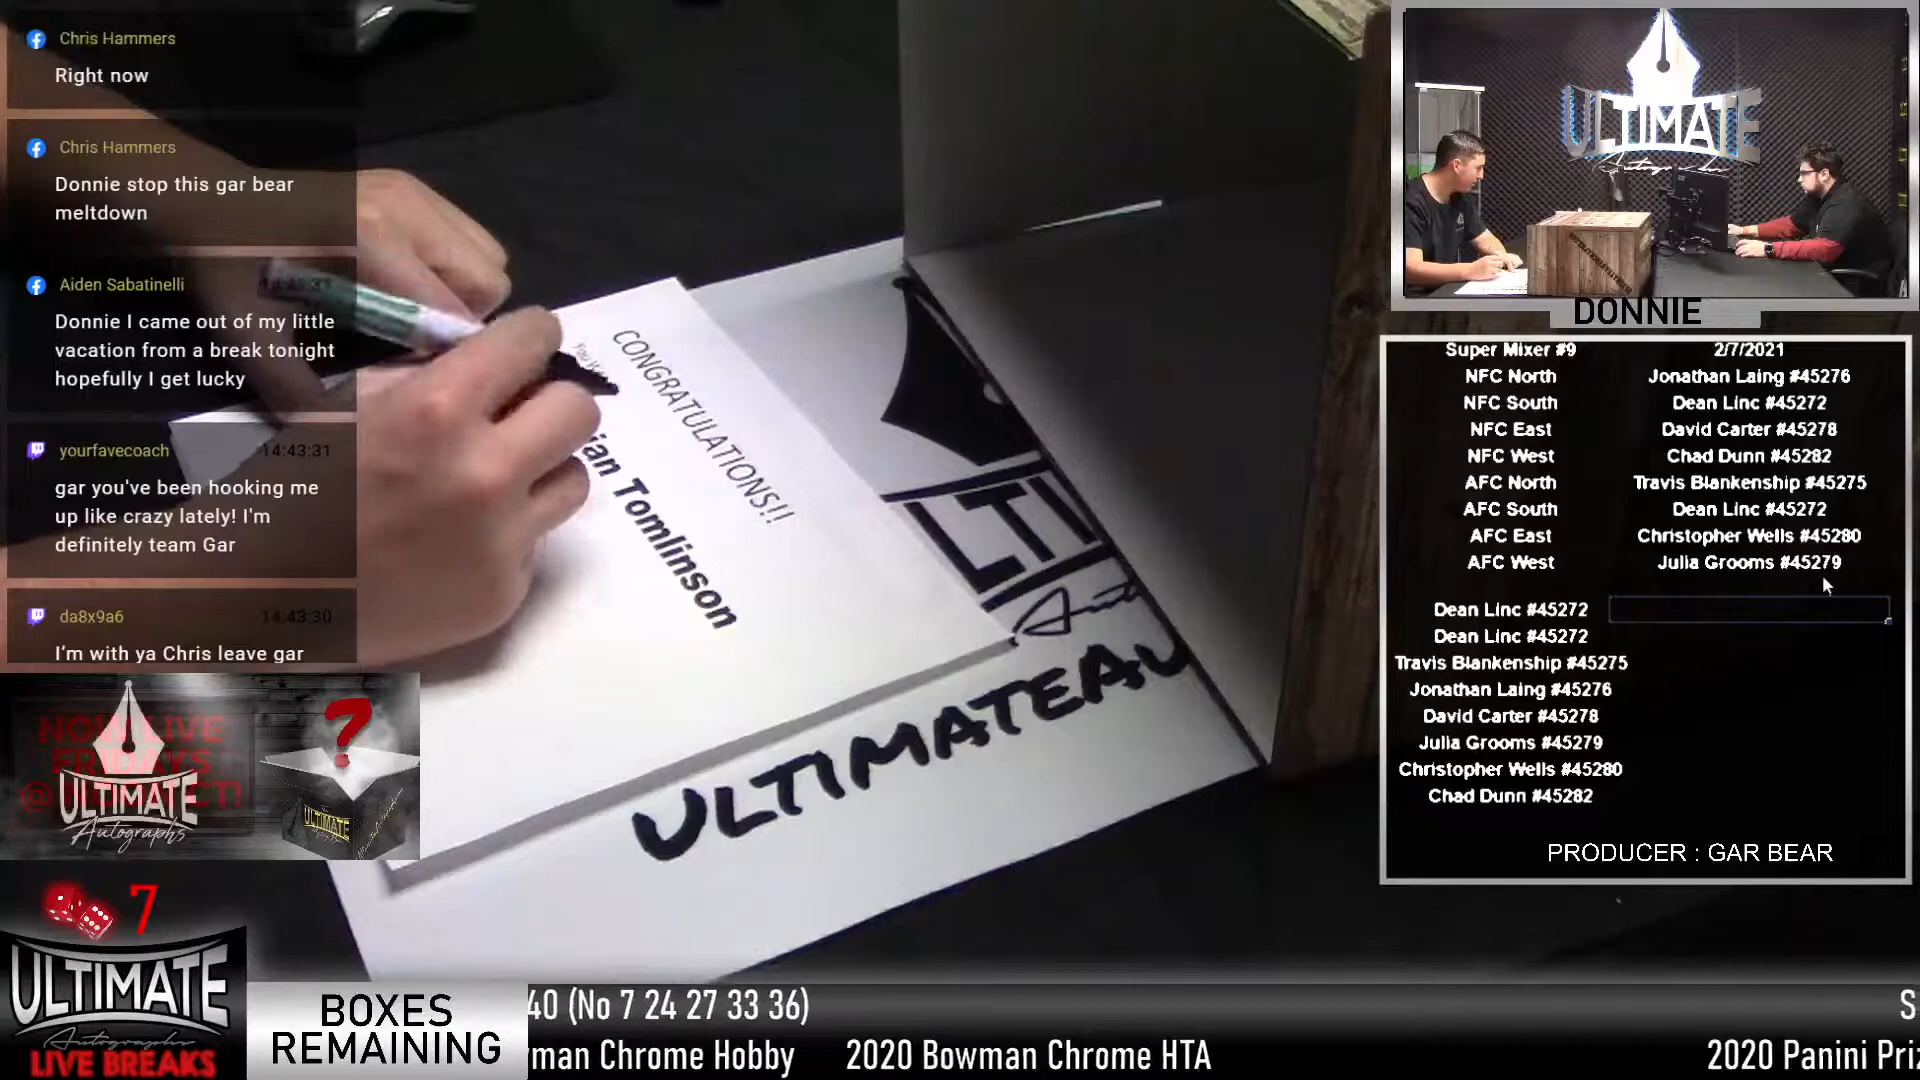 Chris Hammers
Right now
Chris Hammers
Donnie stop this gar bear
meltdown
Aiden Sabatinelli
Donnie I came out of my little
vacation from a break tonight
hopefully I get lucky
yourfavecoach 14:43:31
gar you've been hooking me
up like crazy lately! I'm
definitely team Gar
da8x9a6 14:43:30
I'm with ya Chris leave gar
NOW LIVE
FRIDAYS
ULTIMATE
Autographs
?
ULTIMATE
7
ULTIMATE
Autographs
LIVE BREAKS
BOXES
REMAINING
40 (No 7 24 27 33 36)
S
man Chrome Hobby 2020 Bowman Chrome HTA 2020 Panini Priz
CONGRATULATIONS!!
ian Tomlinson
ULTIMATEAU
ULTIMATE
Autographs
DONNIE
Super Mixer #9 2/7/2021
NFC North Jonathan Laing #45276
NFC South Dean Linc #45272
NFC East David Carter #45278
NFC West Chad Dunn #45282
AFC North Travis Blankenship #45275
AFC South Dean Linc #45272
AFC East Christopher Wells #45280
AFC West Julia Grooms #45279
Dean Linc #45272
Dean Linc #45272
Travis Blankenship #45275
Jonathan Laing #45276
David Carter #45278
Julia Grooms #45279
Christopher Wells #45280
Chad Dunn #45282
PRODUCER : GAR BEAR